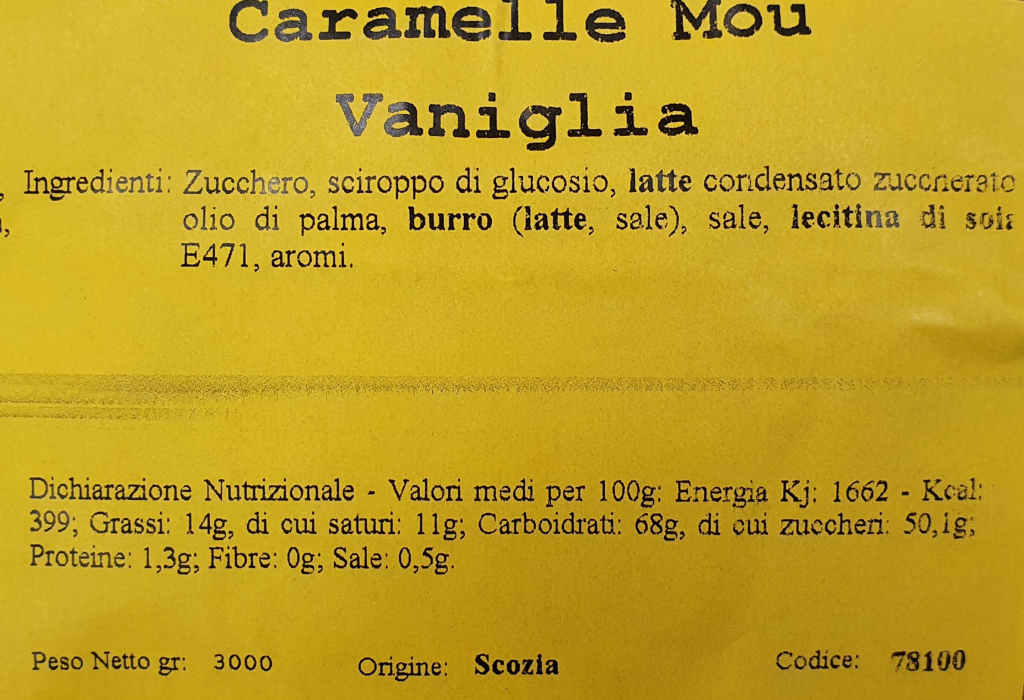 Caramelle Mou
Vaniglia
, Ingredienti: Zucchero, sciroppo di glucosio, latte condensato zuccherato
olio di palma, burro (latte, sale), sale, lecitina di soia
E471, aromi.
Dichiarazione Nutrizionale - Valori medi per 100g: Energia Kj: 1662 - Kcal:
399; Grassi: 14g, di cui saturi: 11g; Carboidrati: 68g, di cui zuccheri: 50,1g;
Proteine: 1,3g; Fibre: 0g; Sale: 0,5g.
Peso Netto gr: 3000 Origine: Scozia Codice: 78100